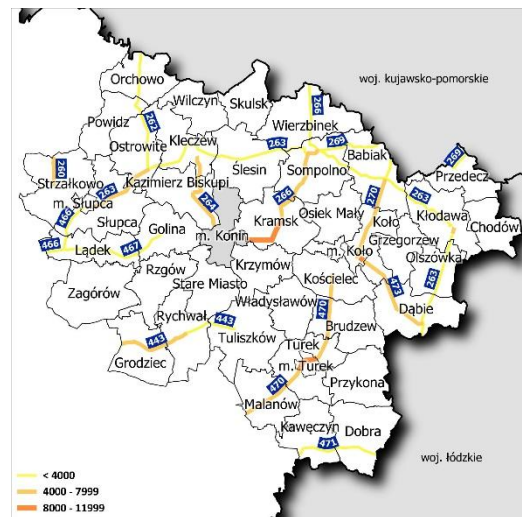 Orchowo
woj. kujawsko-pomorskie
Wilczyn
Skulsk
266
Powidz
262
Wierzbinek
Ostrowite
Kleczew
263
269
Babiak
269
260
Ślesin
Sompolno
Przedecz
Strzałkowo
263
Kazimierz Biskupi
270
263
m. Słupca
264
266
Osiek Mały
Koło
Kłodawa
466
Słupca
Kramsk
Chodów
Golina
Grzegorzew
466
Lądek
467
m. Konin
m. Koło
Olszówka
Krzymów
263
Rzgów
Kościelec
473
Zagórów
Stare Miasto
Władysławów
470
Dąbie
Rychwał
443
Brudzew
443
Tuliszków
Turek
Grodziec
m. Turek
470
Przykona
Malanów
Kawęczyn
Dobra
471
woj. łódzkie
< 4000
4000 - 7999
8000 - 11999